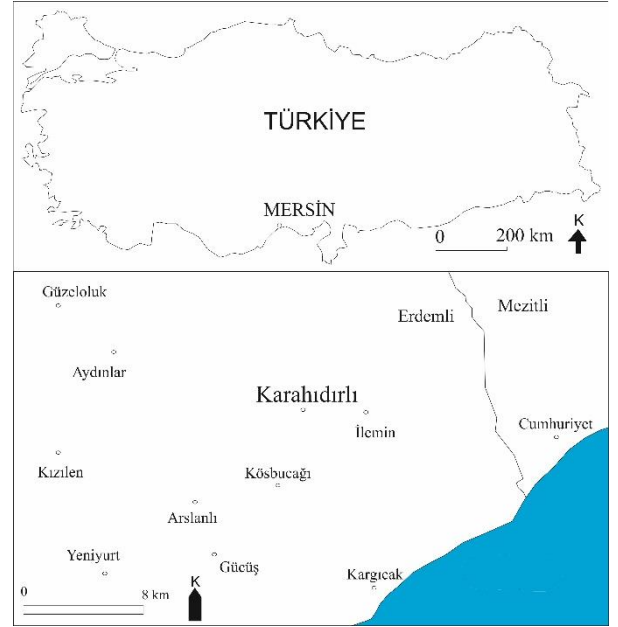 TÜRKİYE
MERSİN
0 200 km
K
Güzeloluk
Erdemli
Mezitli
Aydınlar
Karahıdırlı
İlemin
Cumhuriyet
Kızılen
Kösbucağı
Arslanlı
Yeniyurt
Gücüş
Kargıcak
0 8 km
K